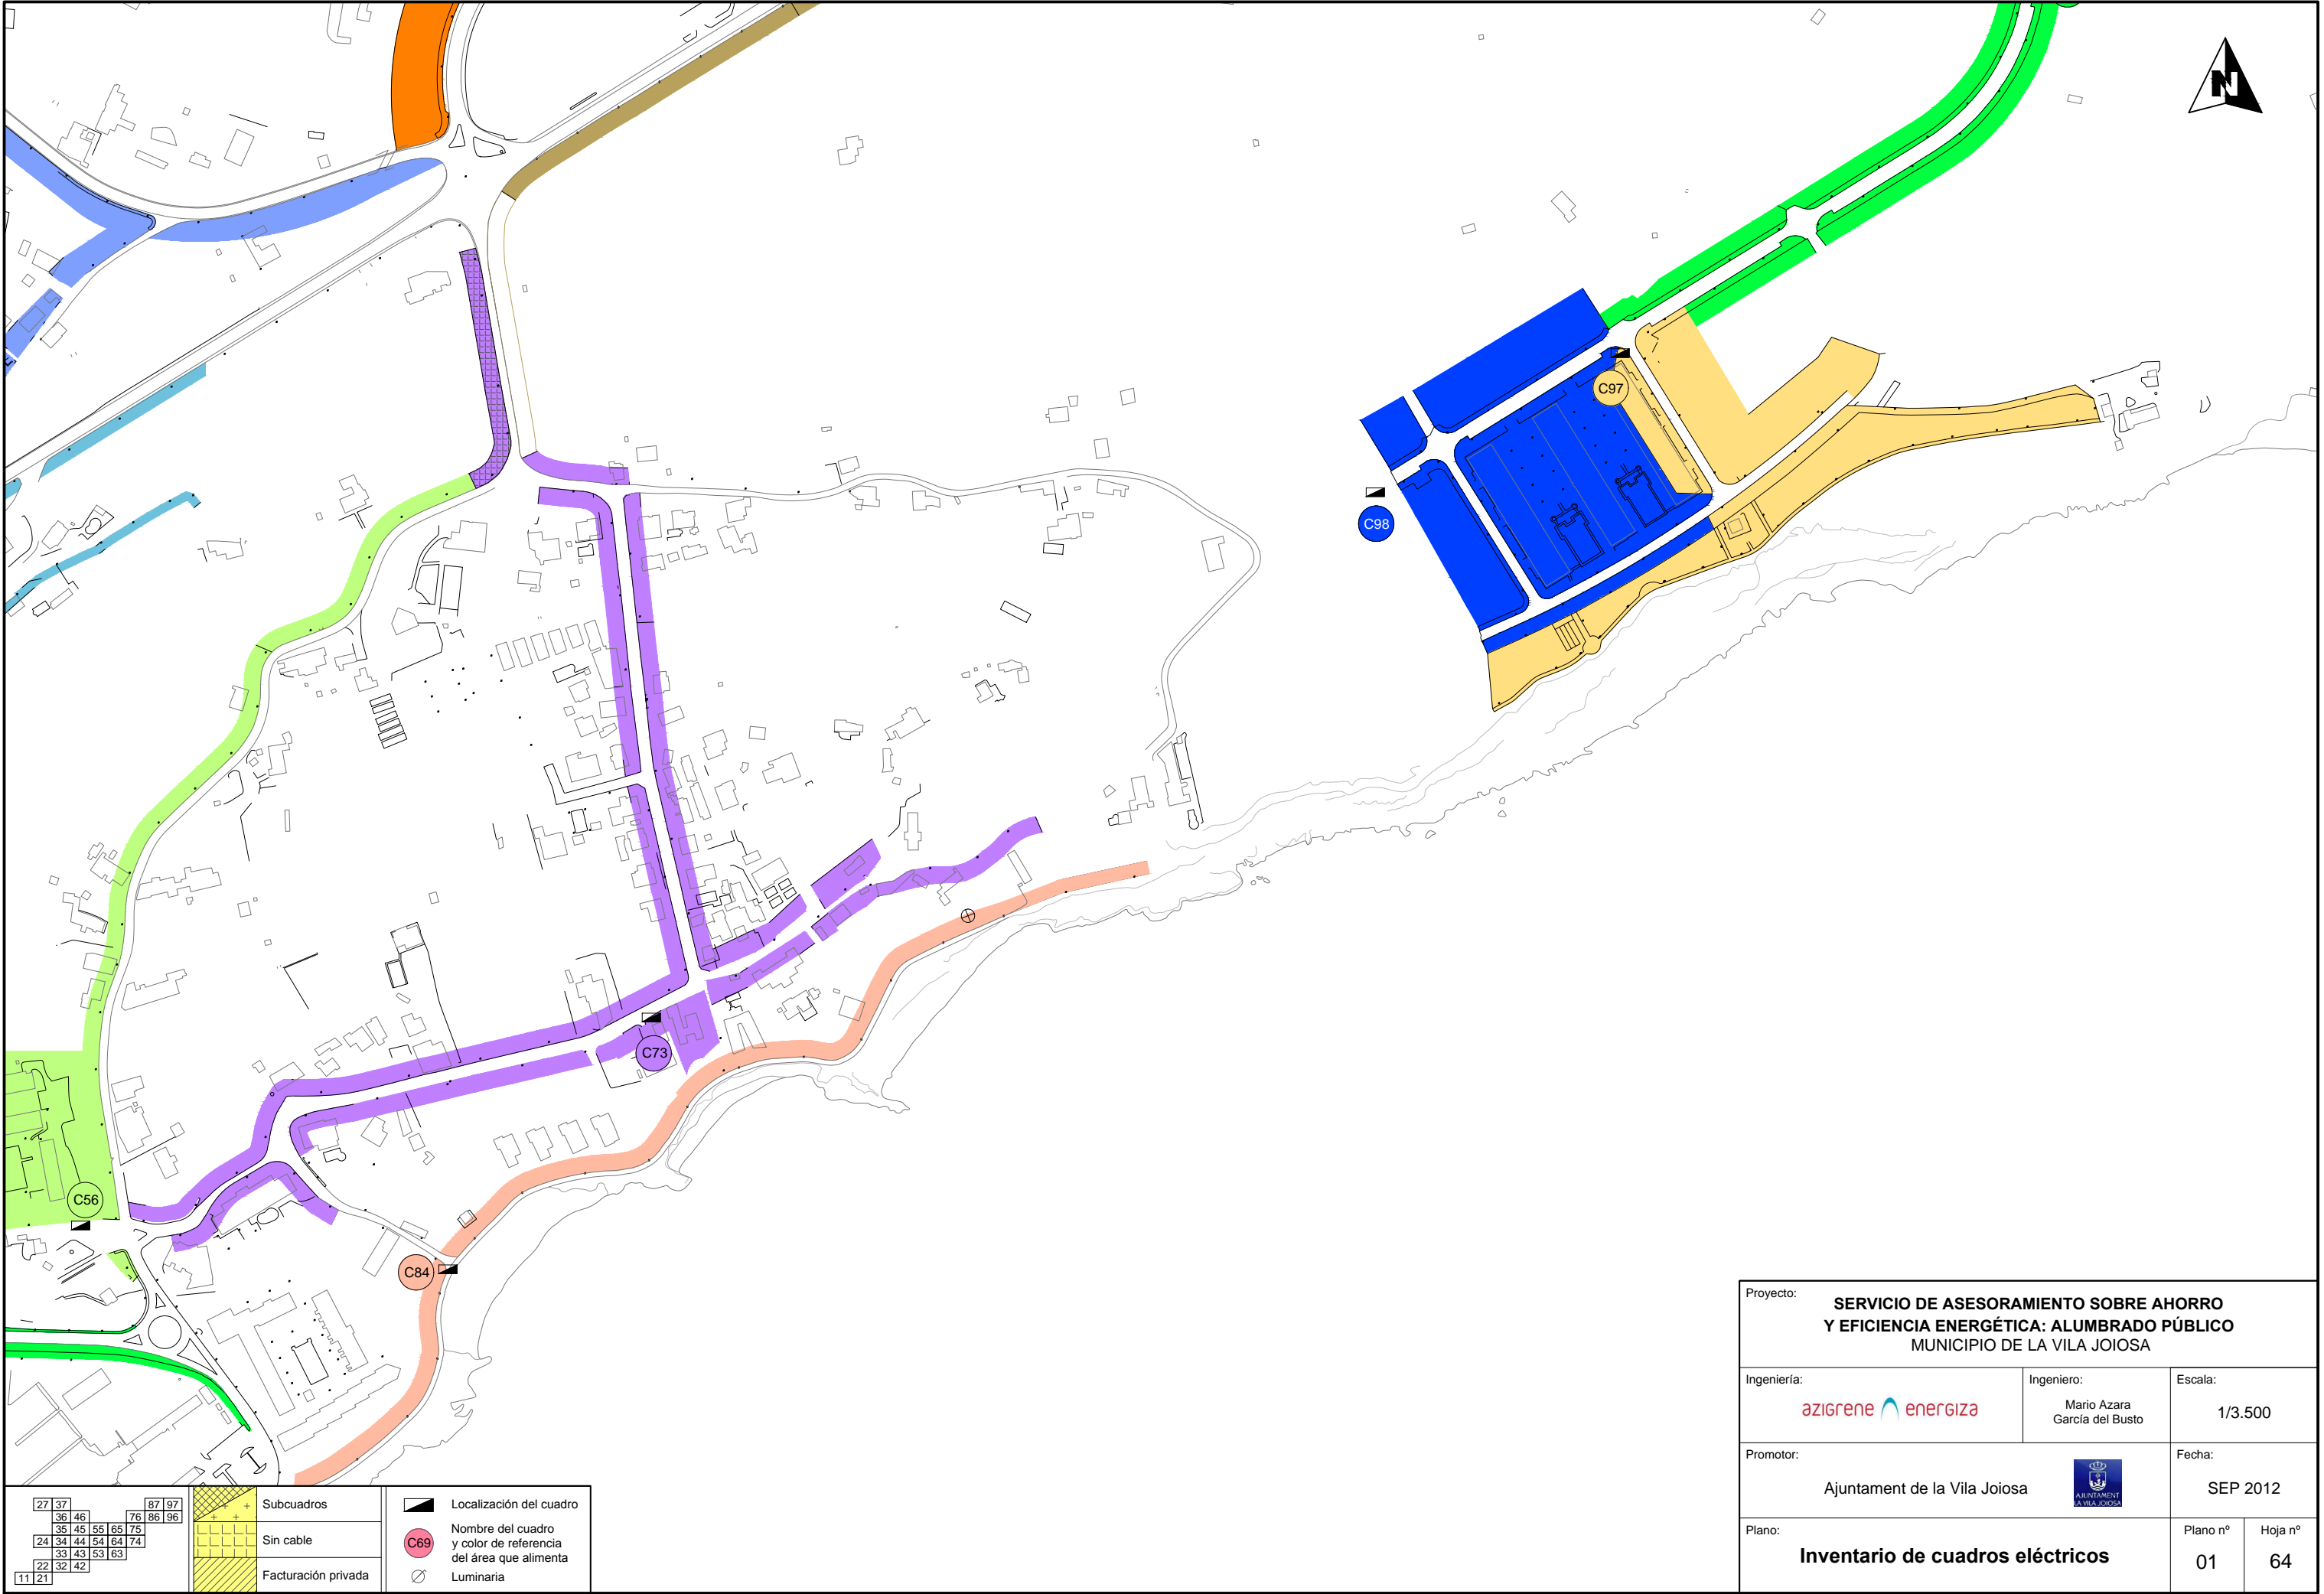 N
C97
C98
C73
C56
C84
27 37 87 97
36 46 76 86 96
35 45 55 65 75
24 34 44 54 64 74
33 43 53 63
22 32 42
11 21
Subcuadros
Sin cable
Facturación privada
Localización del cuadro
C69
Nombre del cuadro
y color de referencia
del área que alimenta
Luminaria
Proyecto:
SERVICIO DE ASESORAMIENTO SOBRE AHORRO
Y EFICIENCIA ENERGÉTICA: ALUMBRADO PÚBLICO
MUNICIPIO DE LA VILA JOIOSA
Ingeniería:
azigrene energiza
Ingeniero:
Mario Azara
García del Busto
Escala:
1/3.500
Promotor:
Ajuntament de la Vila Joiosa
AJUNTAMENT
LA VILA JOIOSA
Fecha:
SEP 2012
Plano:
Inventario de cuadros eléctricos
Plano nº
01
Hoja nº
64